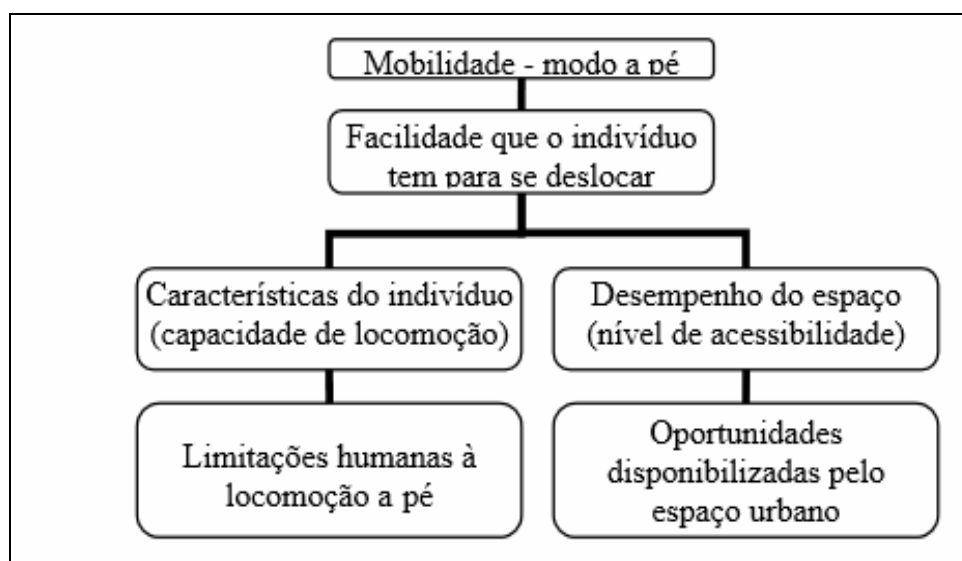 Mobilidade - modo a pé
Facilidade que o indivíduo
tem para se deslocar
Características do indivíduo
(capacidade de locomoção)
Desempenho do espaço
(nível de acessibilidade)
Limitações humanas à
locomoção a pé
Oportunidades
disponibilizadas pelo
espaço urbano